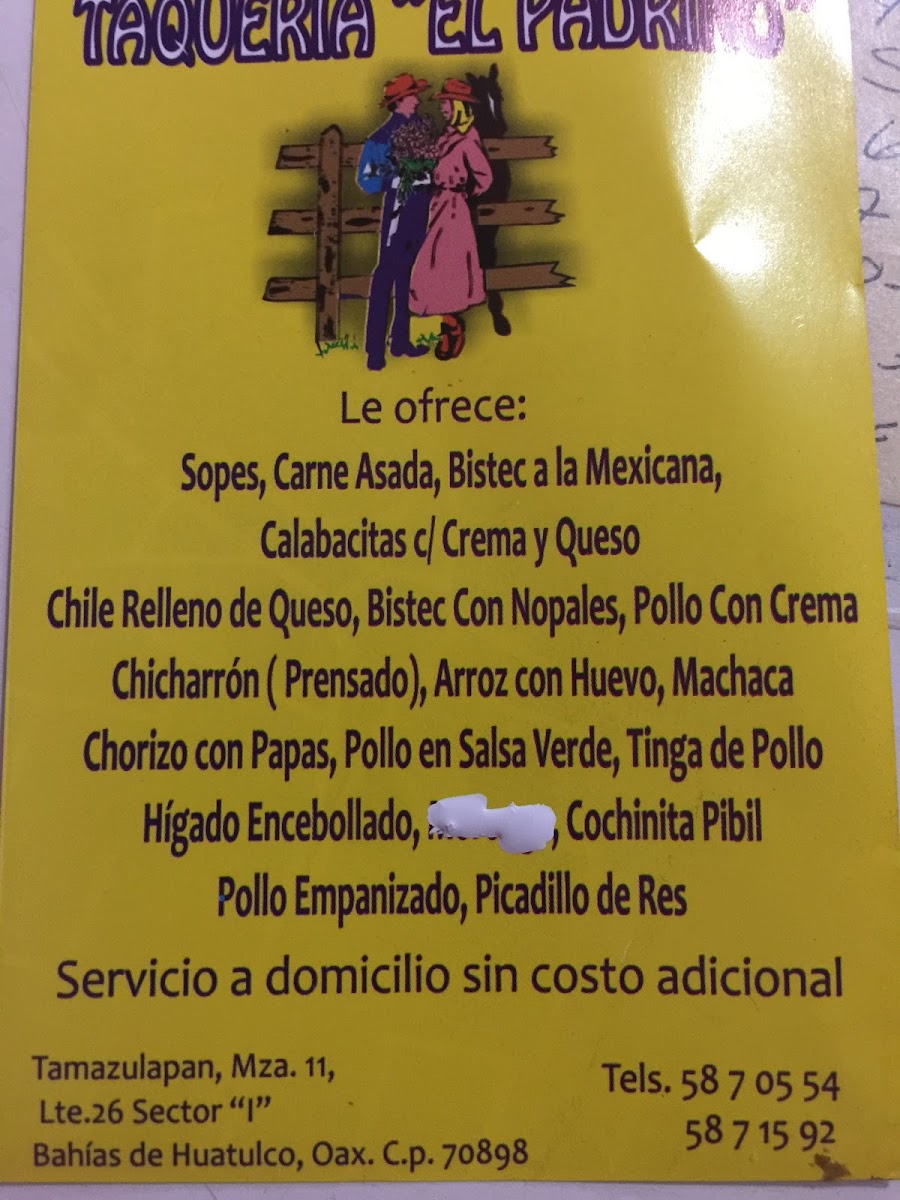 TAQUERIA "EL PADRINO"
Le ofrece:
Sopes, Carne Asada, Bistec a la Mexicana,
Calabacitas c/ Crema y Queso
Chile Relleno de Queso, Bistec Con Nopales, Pollo Con Crema
Chicharrón ( Prensado), Arroz con Huevo, Machaca
Chorizo con Papas, Pollo en Salsa Verde, Tinga de Pollo
Hígado Encebollado, , Cochinita Pibil
Pollo Empanizado, Picadillo de Res
Servicio a domicilio sin costo adicional
Tamazulapan, Mza. 11,
Lte.26 Sector "I"
Bahías de Huatulco, Oax. C.p. 70898
Tels. 58 7 05 54
58 7 15 92